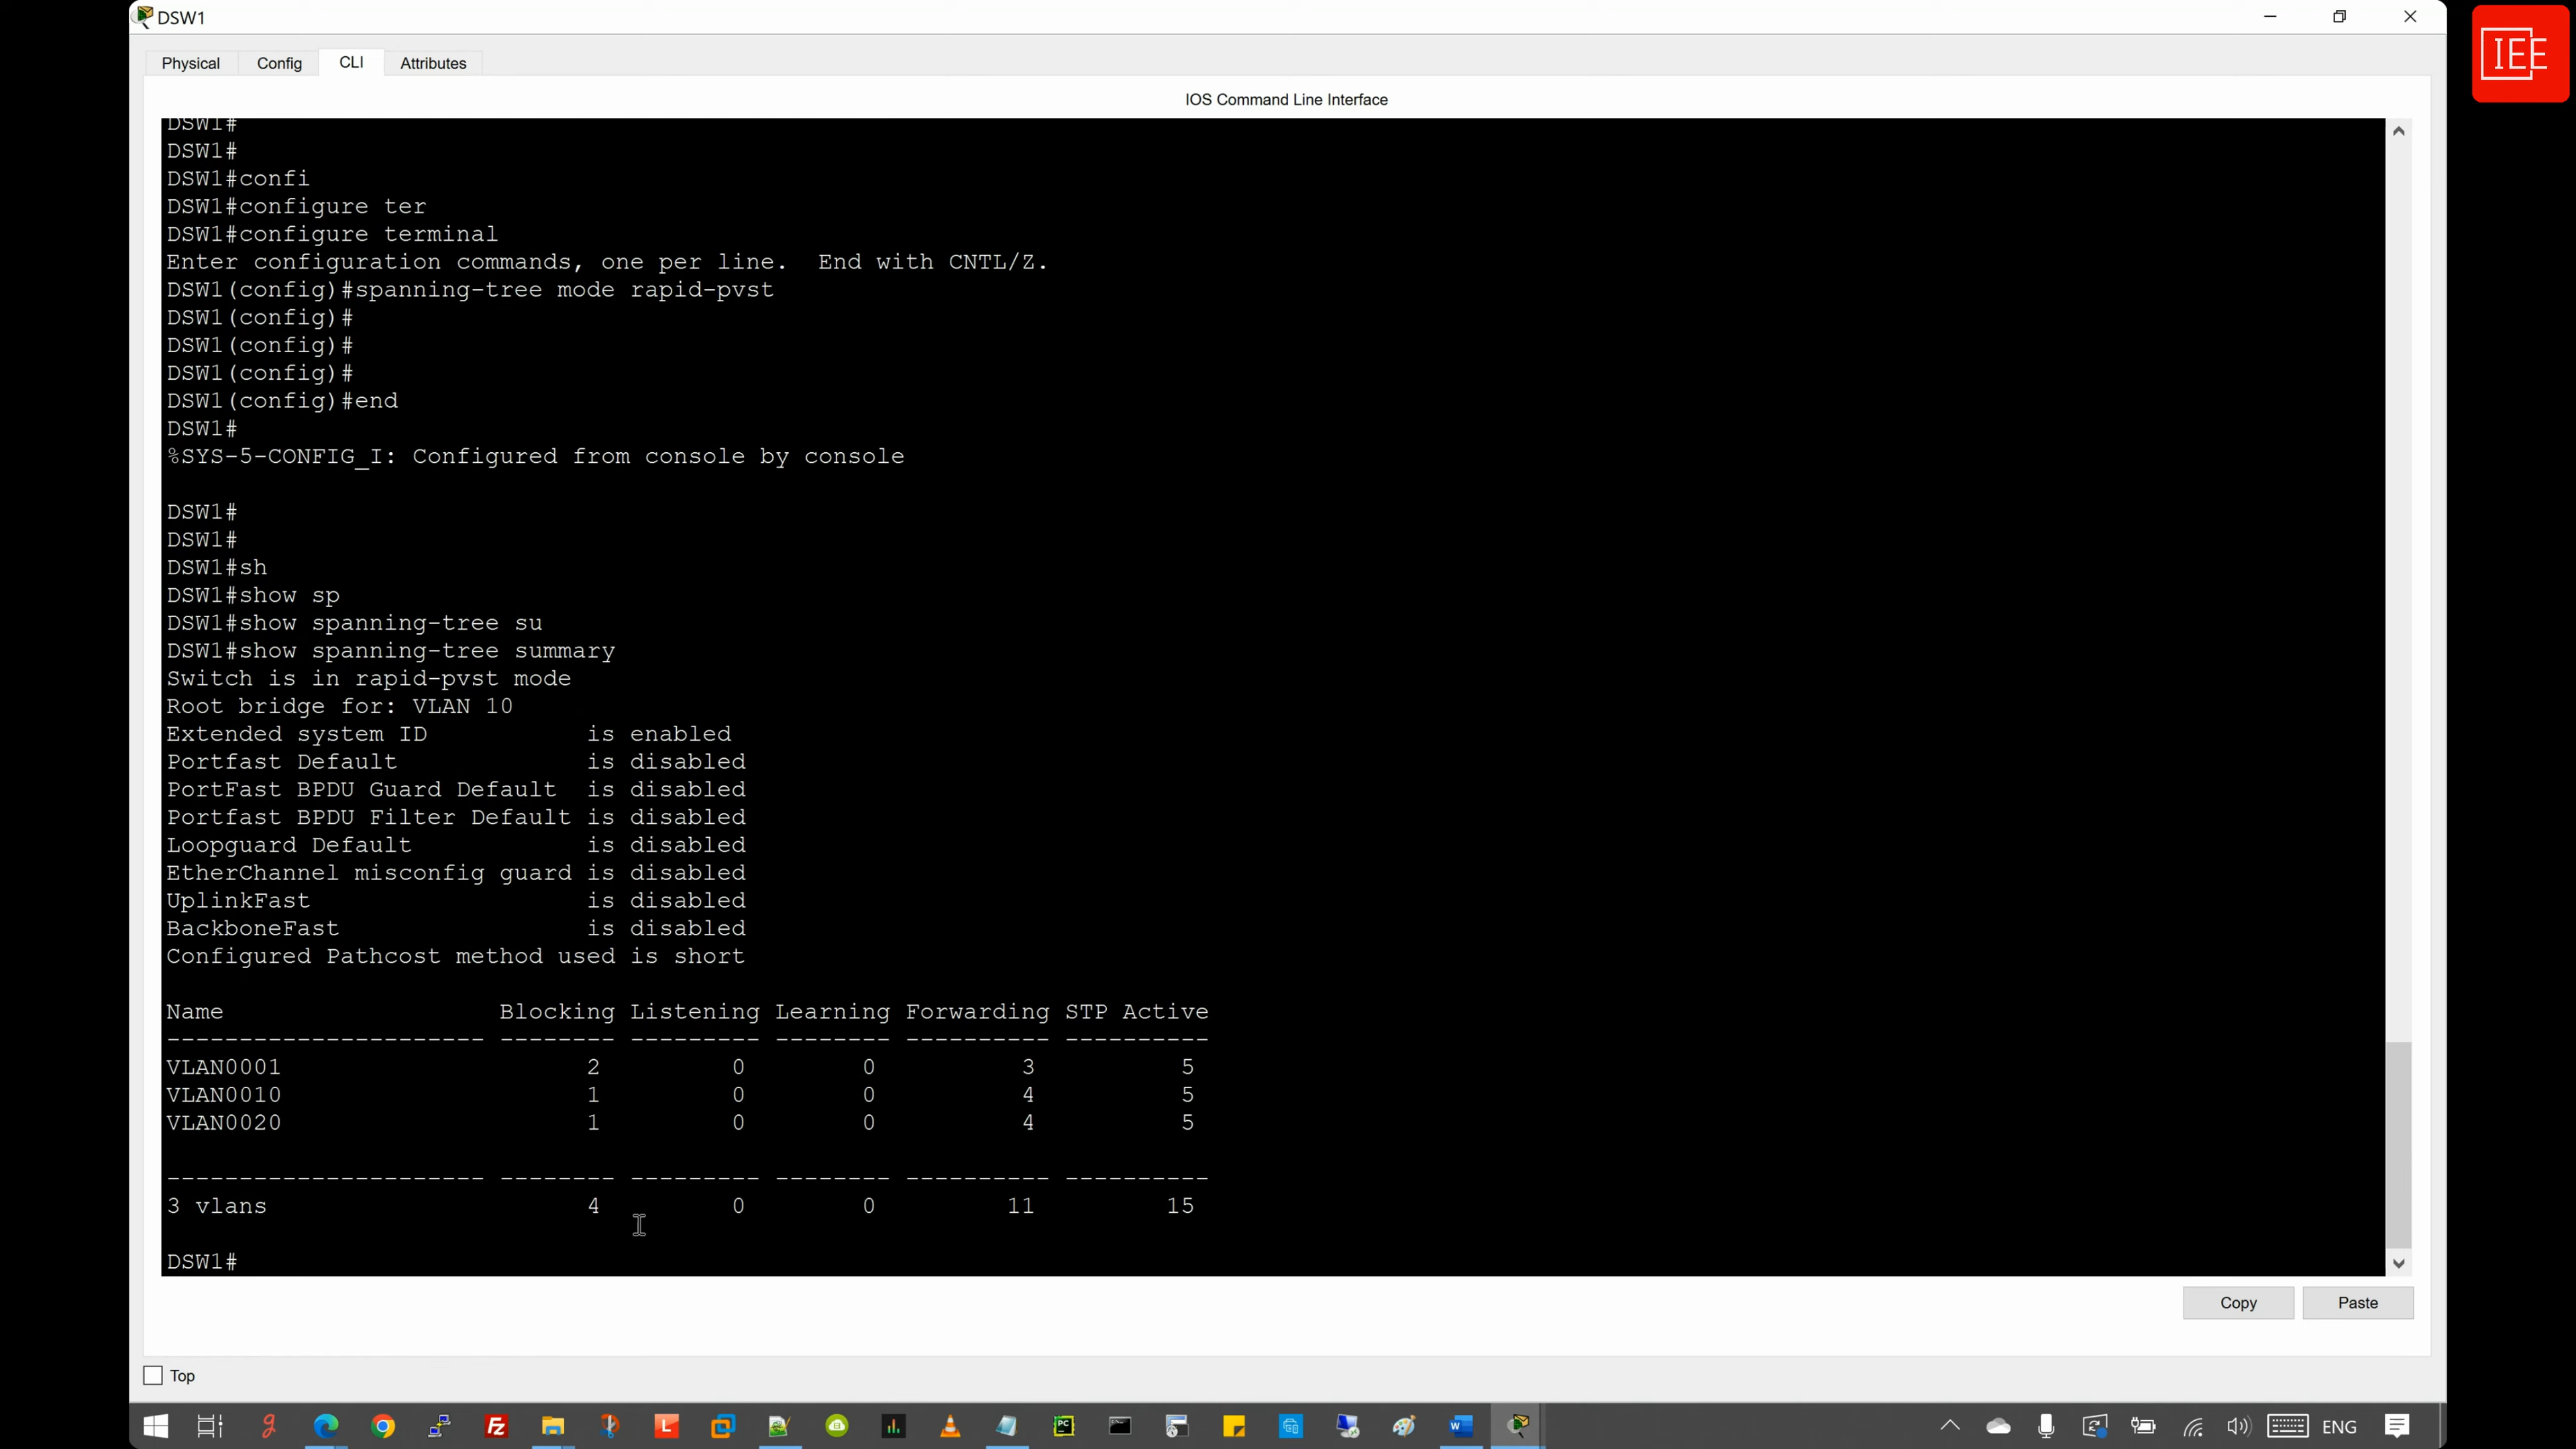 DSW1
IEE
Physical Config CLI Attributes
IOS Command Line Interface
DSW1#
DSW1#
DSW1#confi
DSW1#configure ter
DSW1#configure terminal
Enter configuration commands, one per line.  End with CNTL/Z.
DSW1(config)#spanning-tree mode rapid-pvst
DSW1(config)#
DSW1(config)#
DSW1(config)#
DSW1(config)#end
DSW1#
%SYS-5-CONFIG_I: Configured from console by console
DSW1#
DSW1#
DSW1#sh
DSW1#show sp
DSW1#show spanning-tree su
DSW1#show spanning-tree summary
Switch is in rapid-pvst mode
Root bridge for: VLAN 10
Extended system ID           is enabled
Portfast Default             is disabled
PortFast BPDU Guard Default  is disabled
Portfast BPDU Filter Default is disabled
Loopguard Default            is disabled
EtherChannel misconfig guard is disabled
UplinkFast                   is disabled
BackboneFast                 is disabled
Configured Pathcost method used is short
Name                   Blocking Listening Learning Forwarding STP Active
---------------------- -------- --------- -------- ---------- ----------
VLAN0001                     2         0        0          3          5
VLAN0010                     1         0        0          4          5
VLAN0020                     1         0        0          4          5
---------------------- -------- --------- -------- ---------- ----------
3 vlans                      4         0        0         11         15
DSW1#
Copy Paste
Top
ENG